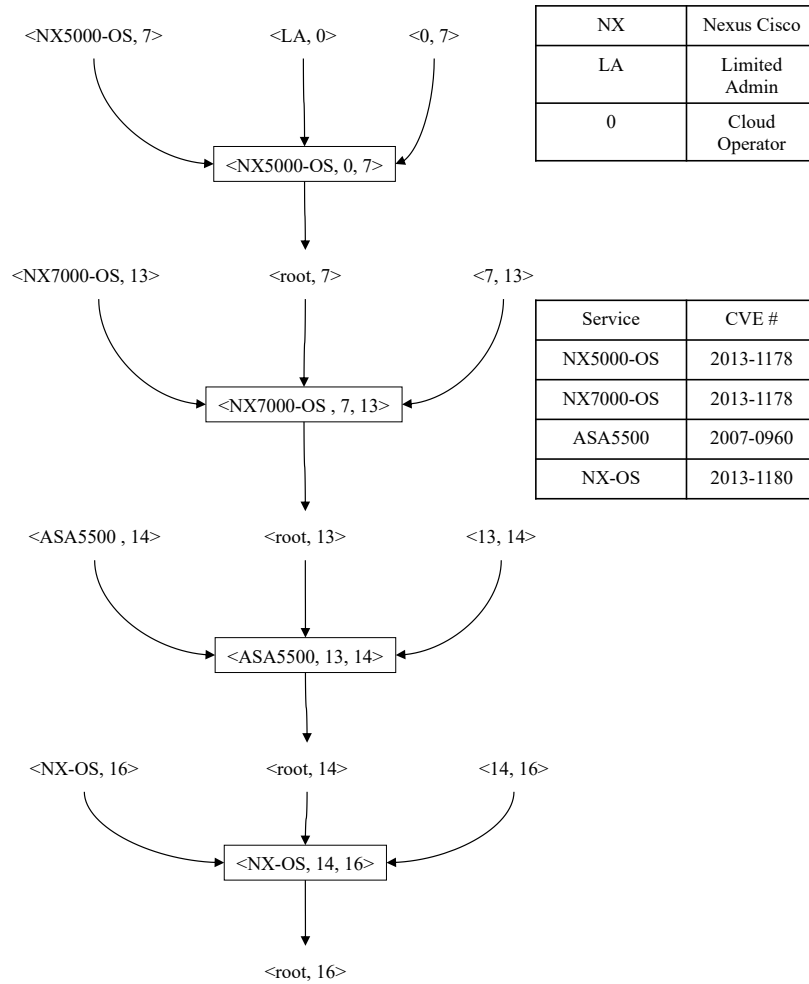 <NX5000-OS, 7> <LA, 0> <0, 7>
<NX5000-OS, 0, 7>
<NX7000-OS, 13> <root, 7> <7, 13>
<NX7000-OS , 7, 13>
<ASA5500 , 14> <root, 13> <13, 14>
<ASA5500, 13, 14>
<NX-OS, 16> <root, 14> <14, 16>
<NX-OS, 14, 16>
<root, 16>
NX Nexus Cisco
LA Limited
Admin
0 Cloud
Operator
Service CVE #
NX5000-OS 2013-1178
NX7000-OS 2013-1178
ASA5500 2007-0960
NX-OS 2013-1180